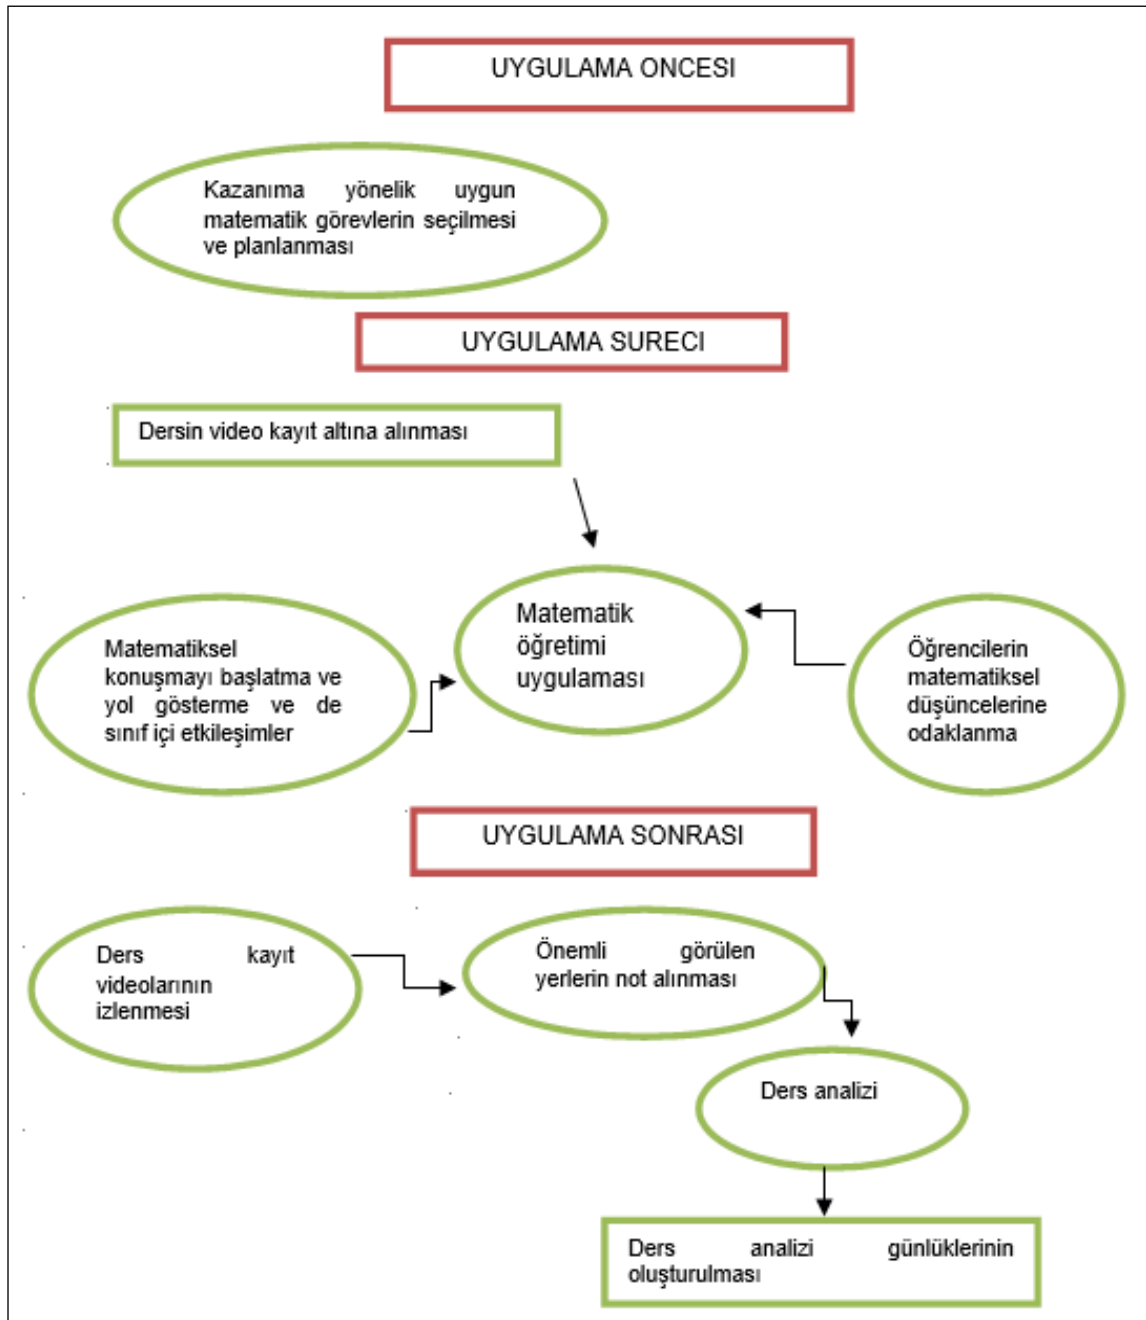 UYGULAMA ONCESI
Kazanıma yönelik uygun
matematik görevlerin seçilmesi
ve planlanması
UYGULAMA SURECI
Dersin video kayıt altına alınması
Matematik
öğretimi
uygulaması
Matematiksel
konuşmayı başlatma ve
yol gösterme ve de
sınıf içi etkileşimler
Öğrencilerin
matematiksel
düşüncelerine
odaklanma
UYGULAMA SONRASI
Ders kayıt
videolarının
izlenmesi
Önemli görülen
yerlerin not alınması
Ders analizi
Ders analizi günlüklerinin
oluşturulması